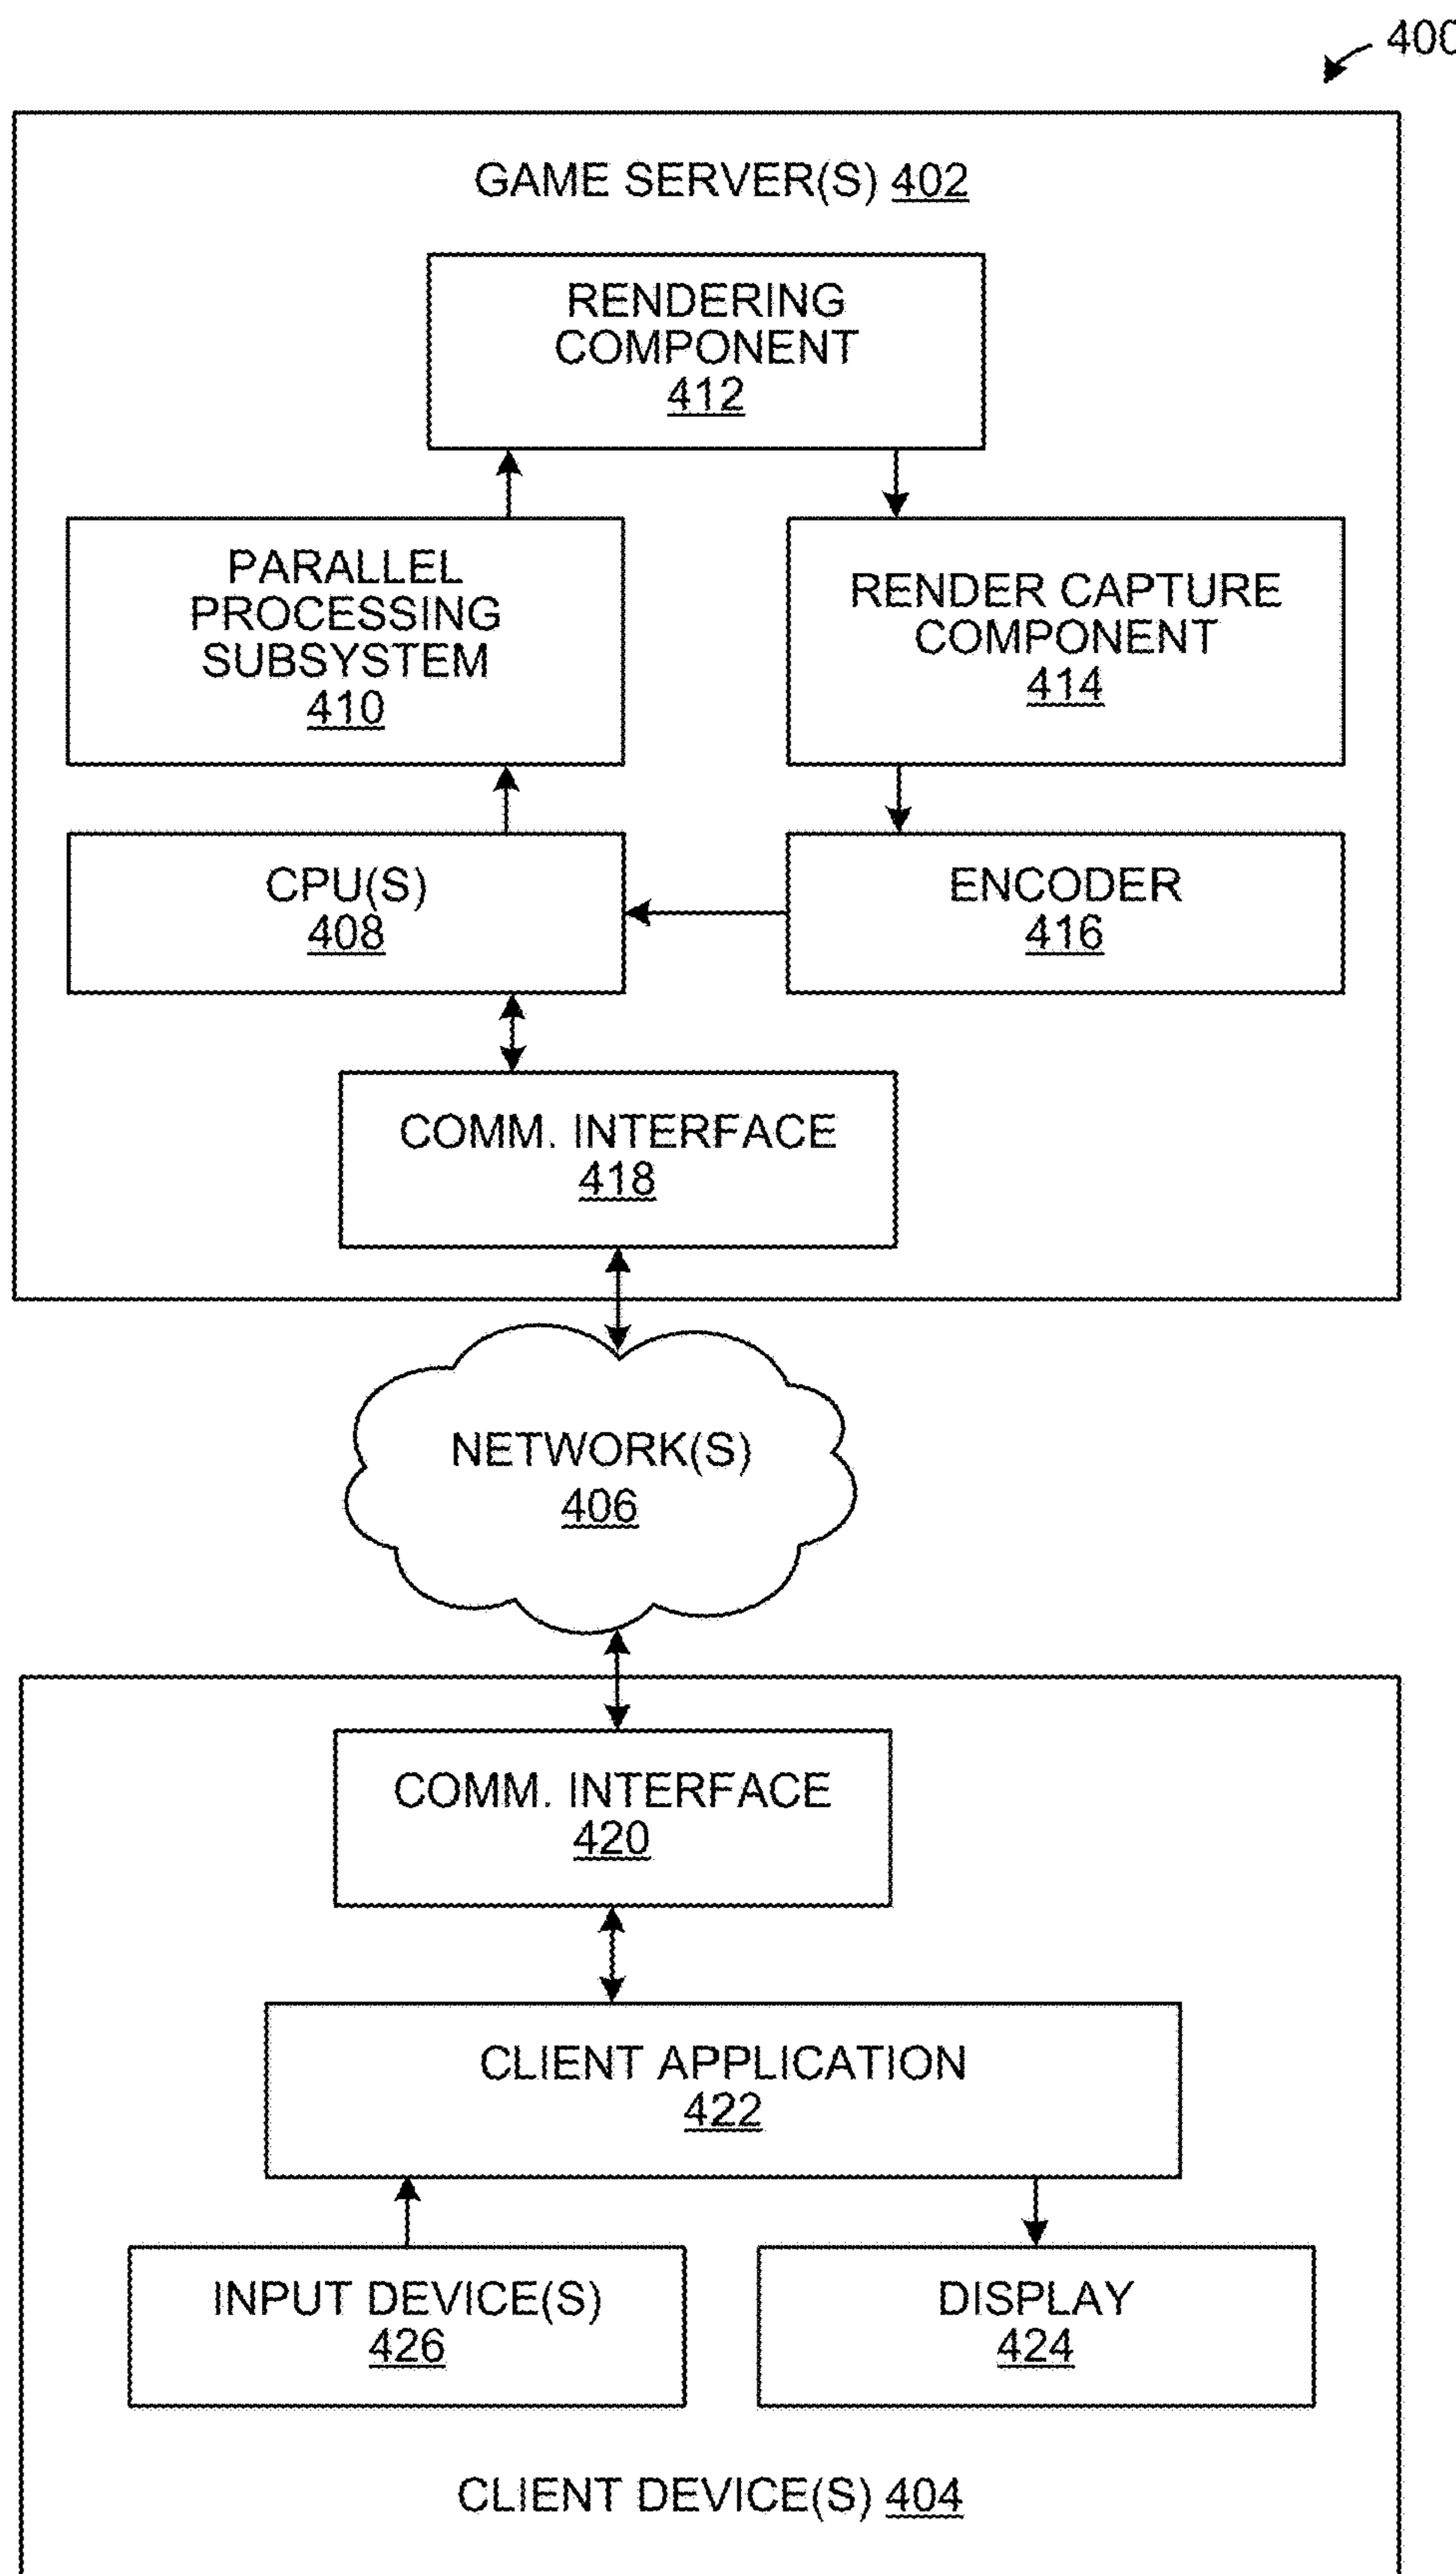 400
GAME SERVER(S) 402
RENDERING
COMPONENT
412
PARALLEL
PROCESSING
SUBSYSTEM
410
RENDER CAPTURE
COMPONENT
414
CPU(S)
408
ENCODER
416
COMM. INTERFACE
418
NETWORK(S)
406
COMM. INTERFACE
420
CLIENT APPLICATION
422
INPUT DEVICE(S)
426
DISPLAY
424
CLIENT DEVICE(S) 404